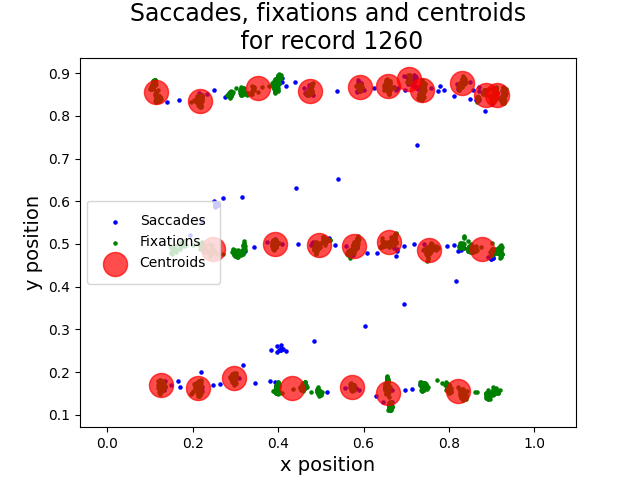 Saccades, fixations and centroids
for record 1260
0.9
0.8
0.7
0.6
0.5
0.4
0.3
0.2
0.1
y position
Saccades
Fixations
Centroids
0.0 0.2 0.4 0.6 0.8 1.0
x position